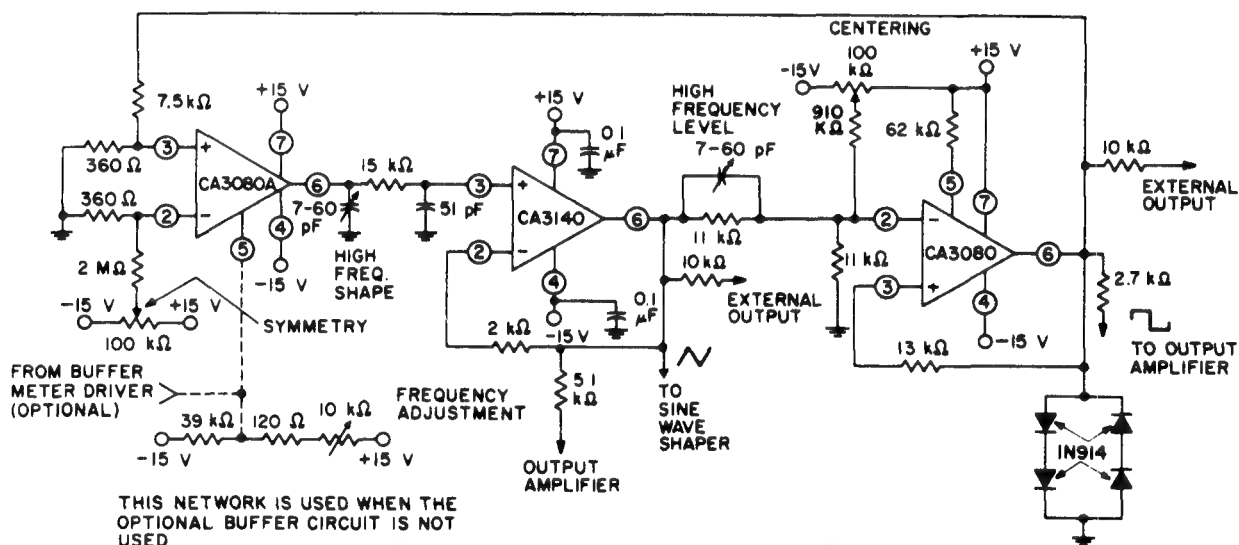 CENTERING
100
kΩ
-15V
+15 V
7.5kΩ
+15 V
HIGH
FREQUENCY
LEVEL
7-60 pF
910
KΩ
62 kΩ
+15 V
0.1
μF
10 kΩ
EXTERNAL
OUTPUT
360Ω
3
+
7
CA3080A
6
15 kΩ
3
+
7
CA3140
6
5
7
360Ω
2
-
5
4
-15 V
7-60
pF
HIGH
FREQ.
SHAPE
51 pF
2
-
4
-15 V
0.1
μF
11 kΩ
10kΩ
EXTERNAL
OUTPUT
2
-
11 kΩ
CA3080
6
3
+
4
-15 V
2.7 kΩ
TO OUTPUT
AMPLIFIER
2 MΩ
-15 V
+15 V
100 kΩ
SYMMETRY
2 kΩ
13 kΩ
FROM BUFFER
METER DRIVER
(OPTIONAL)
FREQUENCY
ADJUSTMENT
5.1
kΩ
TO
SINE
WAVE
SHAPER
39 kΩ
120 Ω
10 kΩ
-15 V
+15 V
OUTPUT
AMPLIFIER
1N914
THIS NETWORK IS USED WHEN THE
OPTIONAL BUFFER CIRCUIT IS NOT
USED